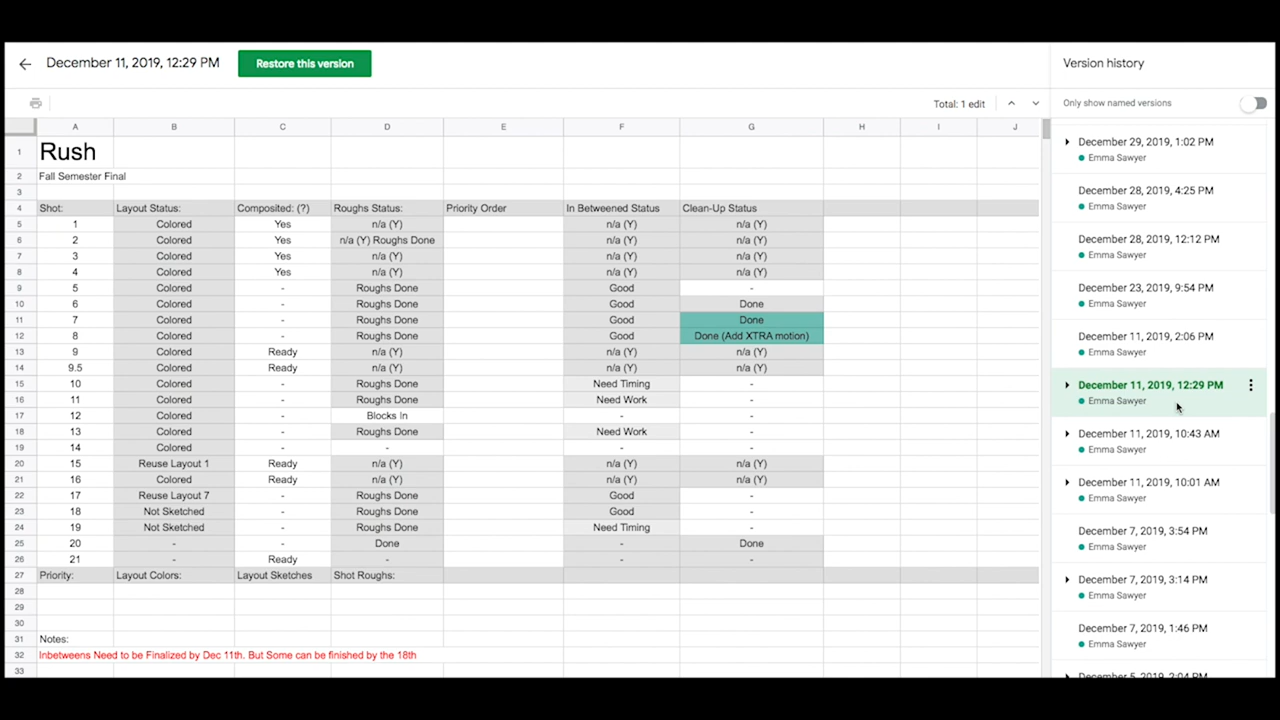 December 11, 2019, 12:29 PM Restore this version Version history
Total: 1 edit Only show named versions
A B C D E F G H I J
1 Rush
2 Fall Semester Final
3
4 Shot: Layout Status: Composited: (?) Roughs Status: Priority Order In Betweened Status Clean-Up Status
5 1 Colored Yes n/a (Y) n/a (Y) n/a (Y)
6 2 Colored Yes n/a (Y) Roughs Done n/a (Y) n/a (Y)
7 3 Colored Yes n/a (Y) n/a (Y) n/a (Y)
8 4 Colored Yes n/a (Y) n/a (Y) n/a (Y)
9 5 Colored - Roughs Done Good -
10 6 Colored - Roughs Done Good Done
11 7 Colored - Roughs Done Good Done
12 8 Colored - Roughs Done Good Done (Add XTRA motion)
13 9 Colored Ready n/a (Y) n/a (Y) n/a (Y)
14 9.5 Colored Ready n/a (Y) n/a (Y) n/a (Y)
15 10 Colored - Roughs Done Need Timing -
16 11 Colored - Roughs Done Need Work -
17 12 Colored - Blocks In - -
18 13 Colored - Roughs Done Need Work -
19 14 Colored - - - -
20 15 Reuse Layout 1 Ready n/a (Y) n/a (Y) n/a (Y)
21 16 Colored Ready n/a (Y) n/a (Y) n/a (Y)
22 17 Reuse Layout 7 - Roughs Done Good -
23 18 Not Sketched - Roughs Done Good -
24 19 Not Sketched - Roughs Done Need Timing -
25 20 - - Done - Done
26 21 - Ready - - -
27 Priority: Layout Colors: Layout Sketches Shot Roughs:
28
29
30
31 Notes:
32 Inbetweens Need to be Finalized by Dec 11th. But Some can be finished by the 18th
33
December 29, 2019, 1:02 PM
Emma Sawyer
December 28, 2019, 4:25 PM
Emma Sawyer
December 28, 2019, 12:12 PM
Emma Sawyer
December 23, 2019, 9:54 PM
Emma Sawyer
December 11, 2019, 2:06 PM
Emma Sawyer
December 11, 2019, 12:29 PM
Emma Sawyer
December 11, 2019, 10:43 AM
Emma Sawyer
December 11, 2019, 10:01 AM
Emma Sawyer
December 7, 2019, 3:54 PM
Emma Sawyer
December 7, 2019, 3:14 PM
Emma Sawyer
December 7, 2019, 1:46 PM
Emma Sawyer
December 5, 2019, 2:04 PM